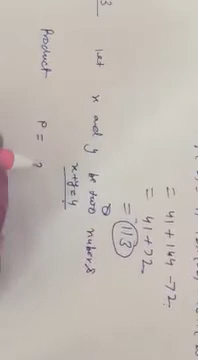 = 41 + 144 - 72
= 41 + 72
= 113
3 Let x and y be two numbers
x+y=4
Product P = ?